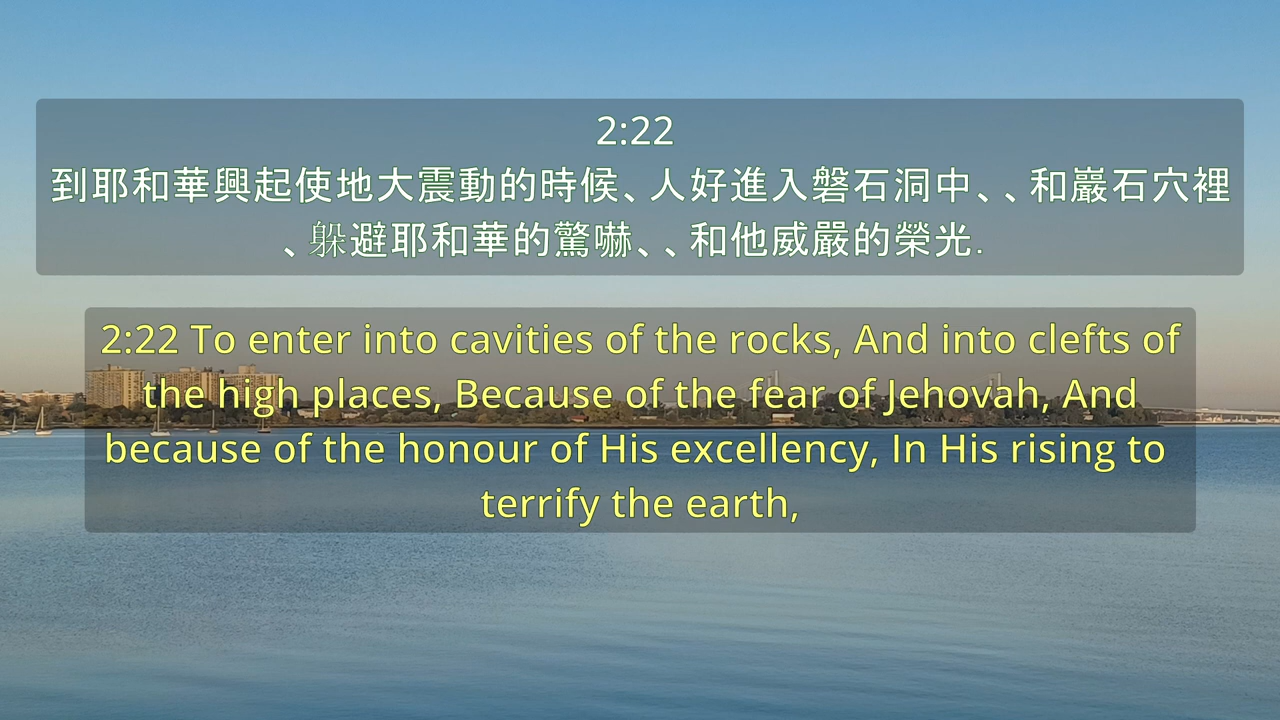 2:22
到耶和華興起使地大震動的時候、人好進入磐石洞中、、和巖石穴裡
、躲避耶和華的驚嚇、、和他威嚴的榮光.
2:22 To enter into cavities of the rocks, And into clefts of
the high places, Because of the fear of Jehovah, And
because of the honour of His excellency, In His rising to
terrify the earth,